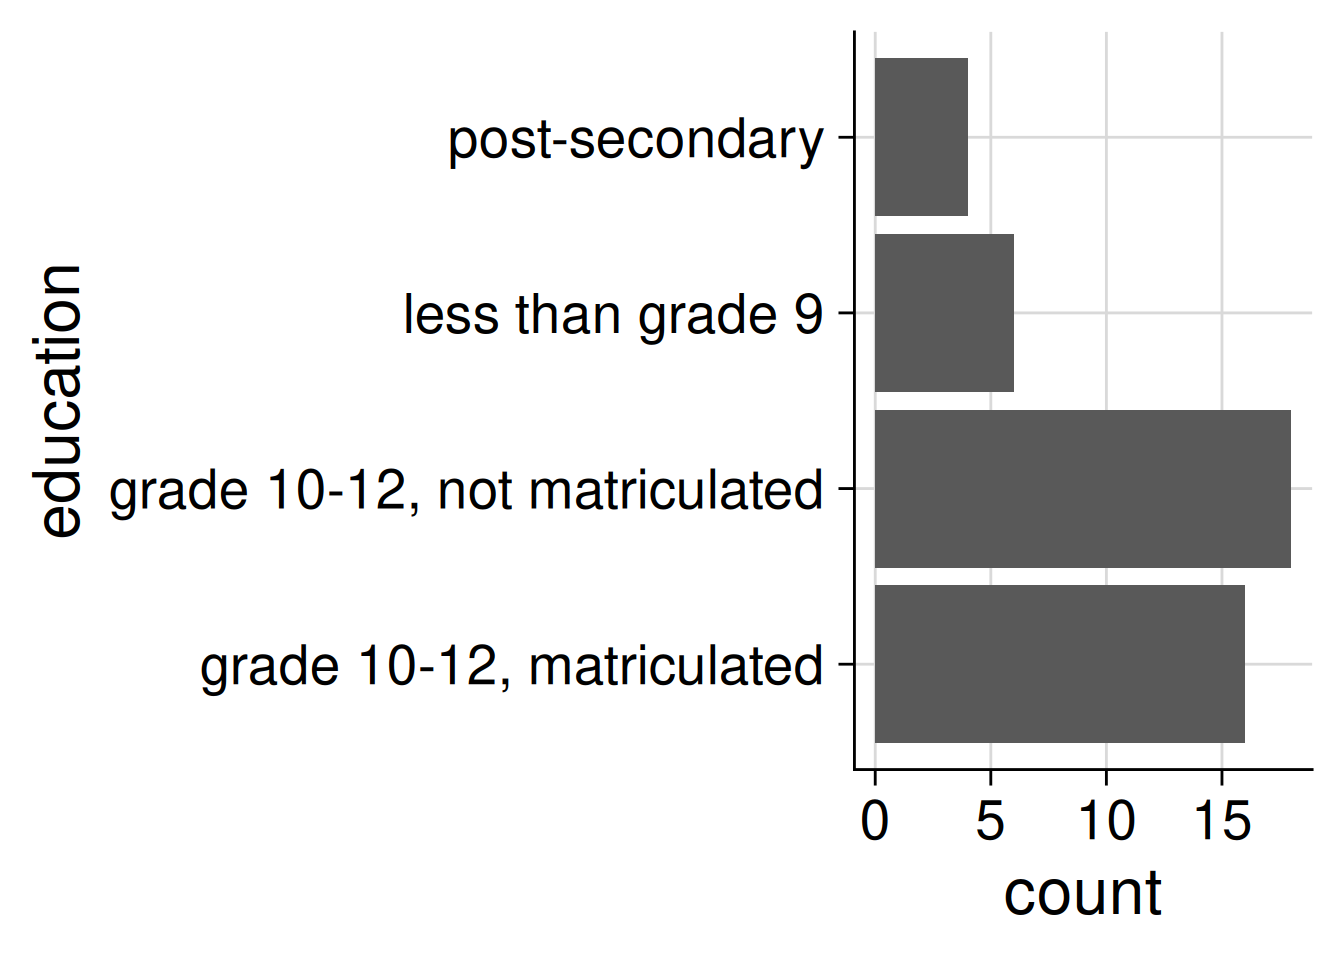 education
post-secondary
less than grade 9
grade 10-12, not matriculated
grade 10-12, matriculated
0 5 10 15
count